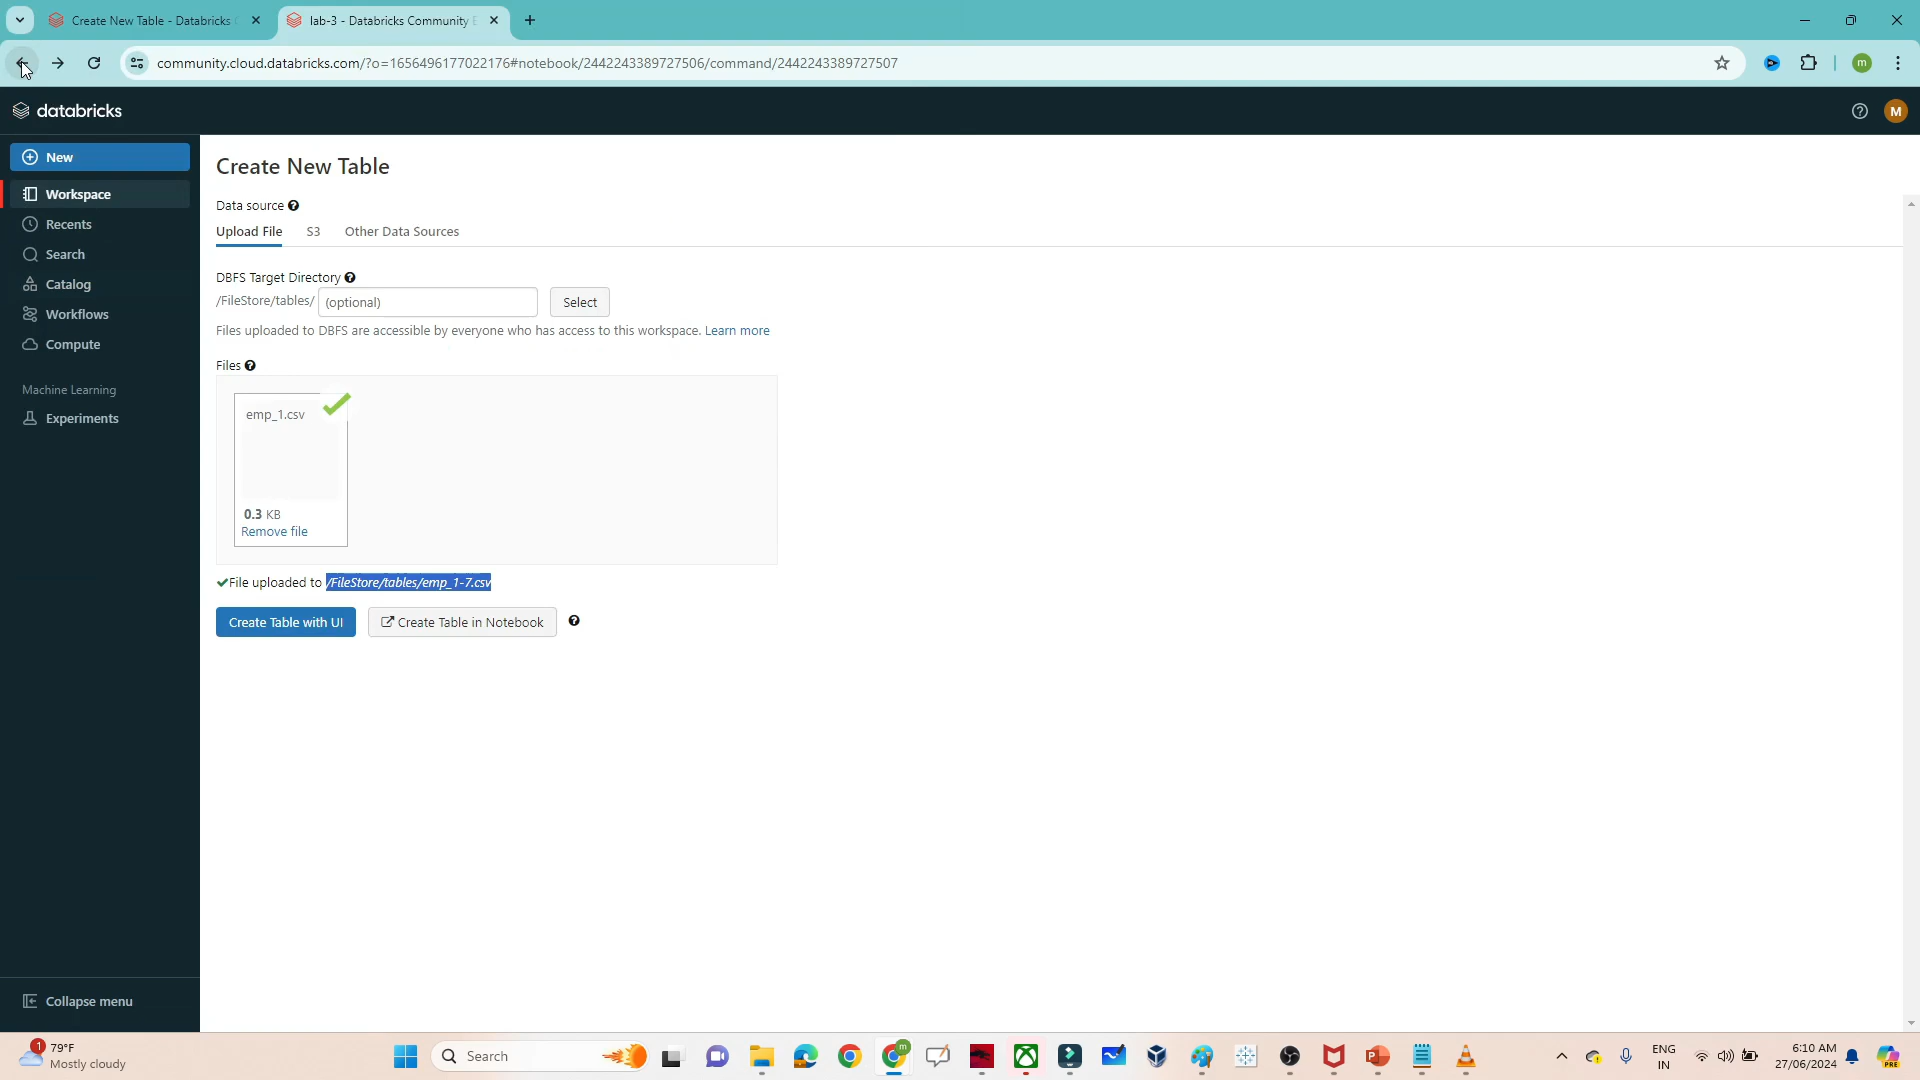 Create New Table - Databricks
lab-3 - Databricks Community E
community.cloud.databricks.com/?o=1656496177022176#notebook/2442243389727506/command/2442243389727507
m
databricks
M
New
Workspace
Recents
Search
Catalog
Workflows
Compute
Machine Learning
Experiments
Collapse menu
Create New Table
Data source
Upload File S3 Other Data Sources
DBFS Target Directory
/FileStore/tables/ (optional) Select
Files uploaded to DBFS are accessible by everyone who has access to this workspace. Learn more
Files
emp_1.csv
0.3 KB
Remove file
File uploaded to /FileStore/tables/emp_1-7.csv
Create Table with UI Create Table in Notebook
1
79°F
Mostly cloudy
Search
m
ENG
IN
6:10 AM
27/06/2024
PRE